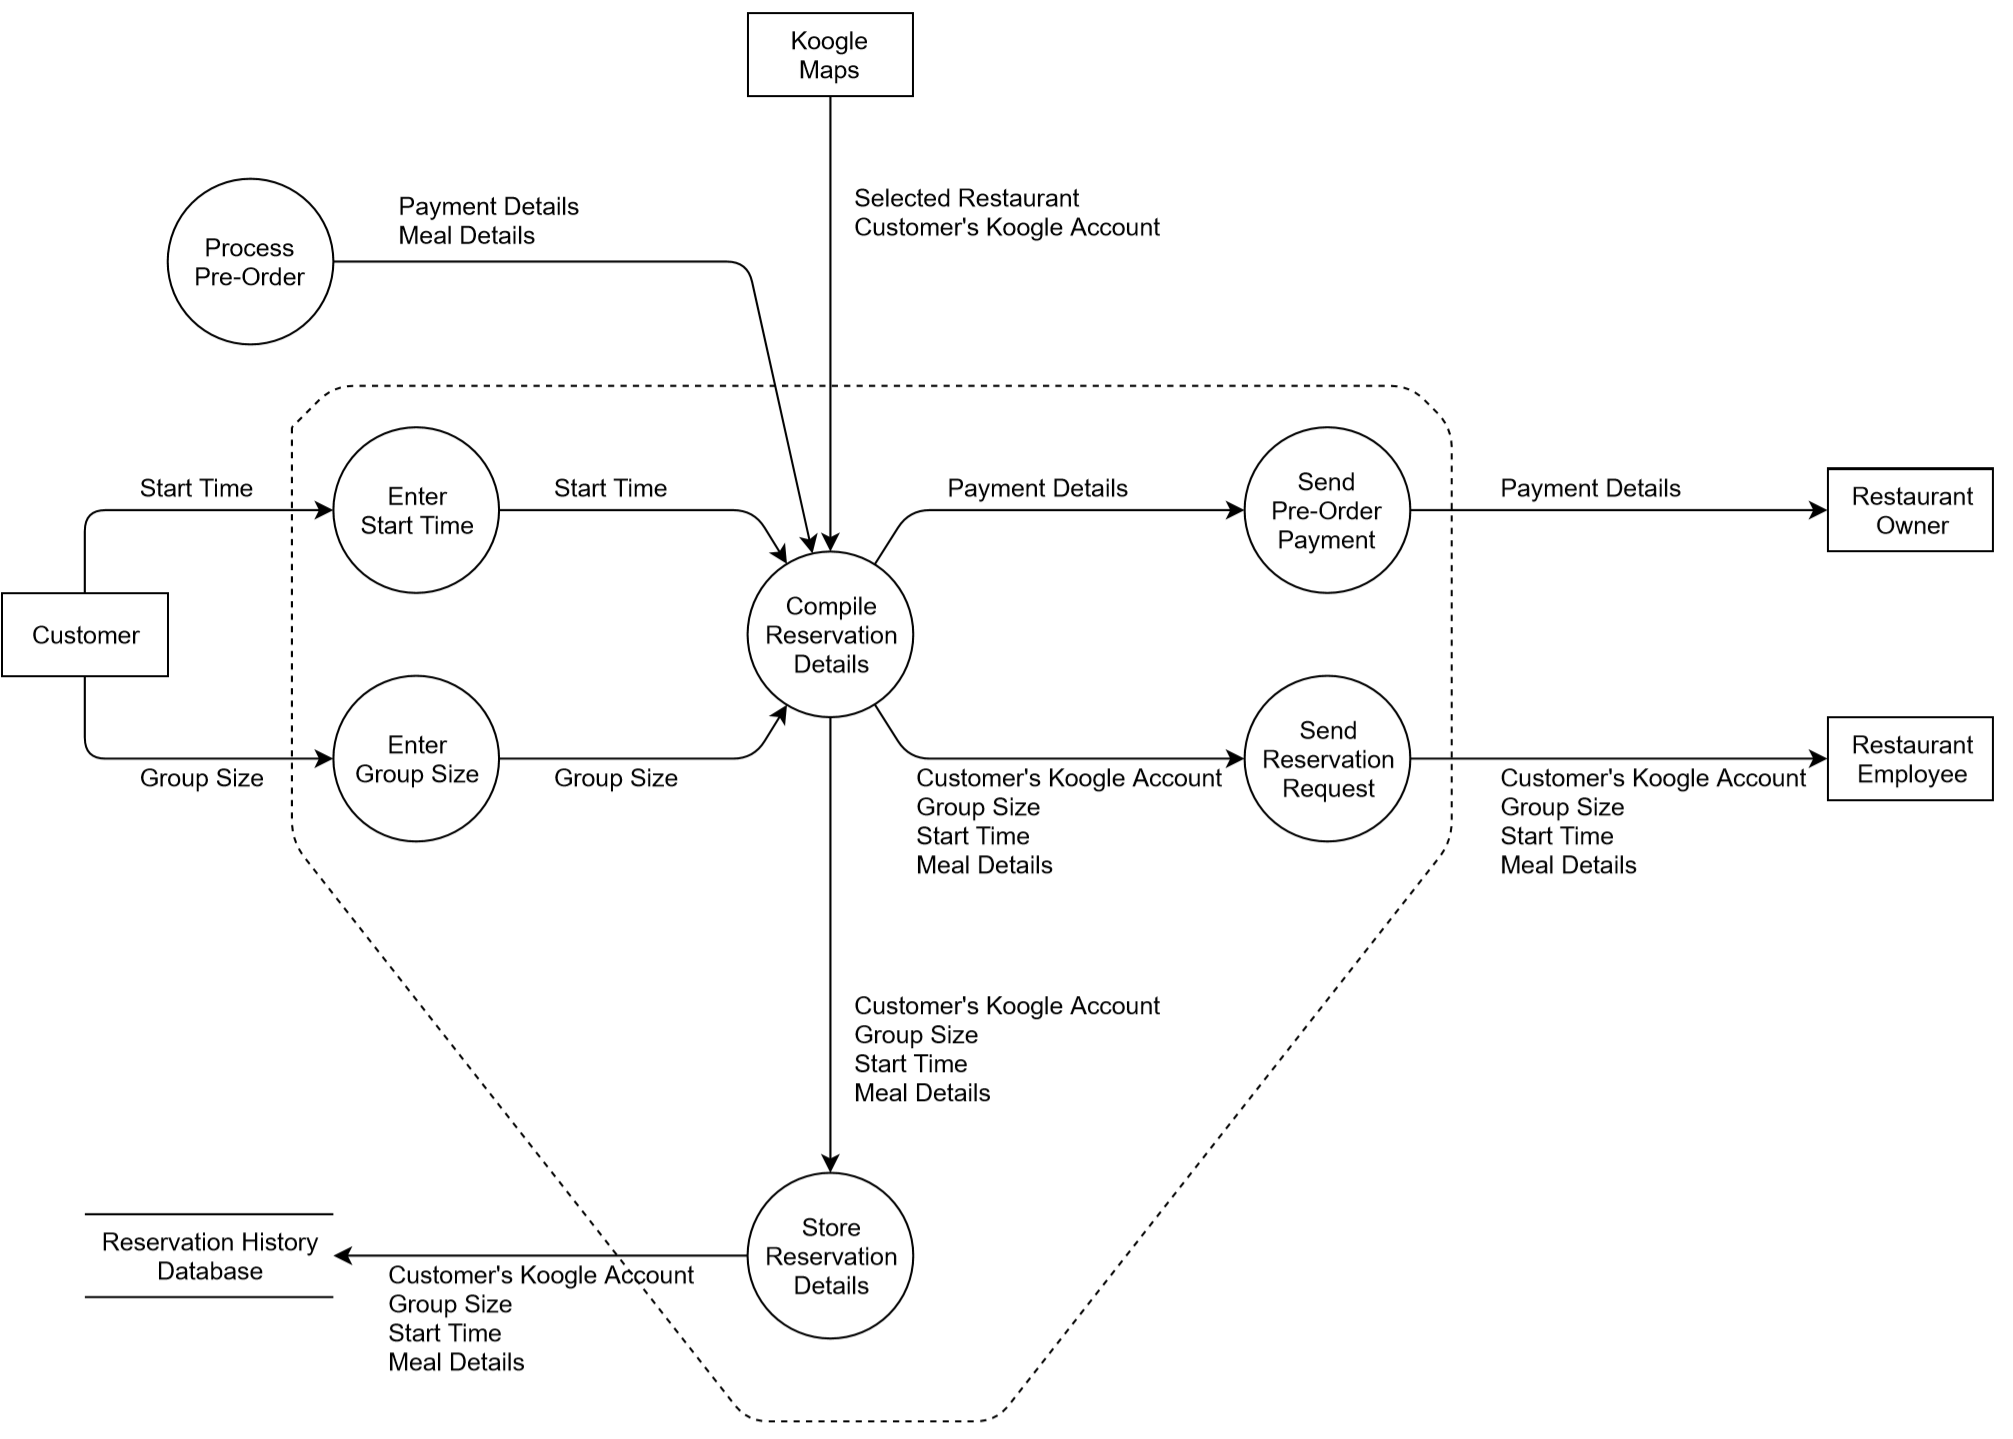 Koogle
Maps
Payment Details
Meal Details
Selected Restaurant
Customer's Koogle Account
Process
Pre-Order
Start Time
Enter
Start Time
Start Time
Payment Details
Send
Pre-Order
Payment
Payment Details
Restaurant
Owner
Customer
Compile
Reservation
Details
Group Size
Enter
Group Size
Group Size
Customer's Koogle Account
Group Size
Start Time
Meal Details
Send
Reservation
Request
Customer's Koogle Account
Group Size
Start Time
Meal Details
Restaurant
Employee
Customer's Koogle Account
Group Size
Start Time
Meal Details
Reservation History
Database
Customer's Koogle Account
Group Size
Start Time
Meal Details
Store
Reservation
Details